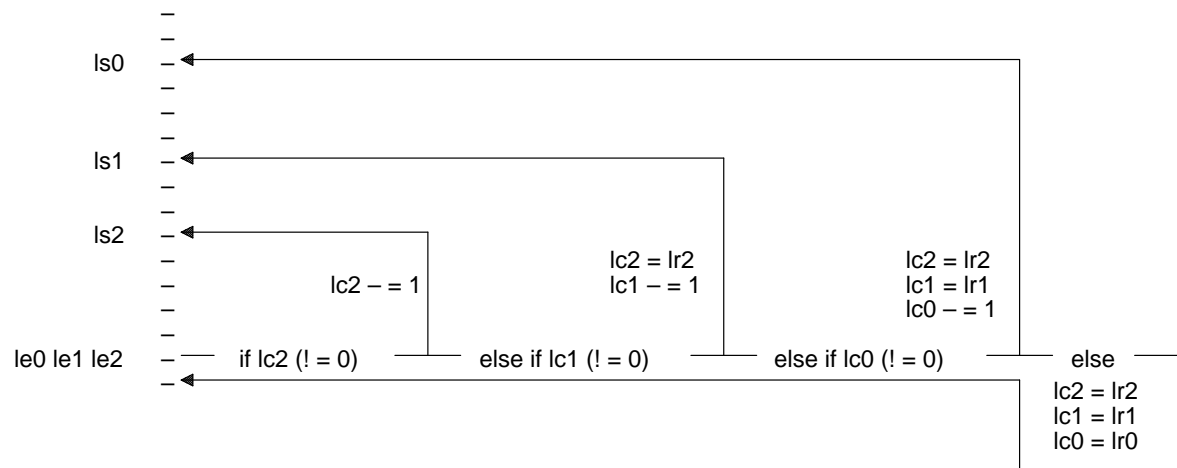 ls0
ls1
ls2
lc2 – = 1
lc2 = lr2
lc1 – = 1
lc2 = lr2
lc1 = lr1
lc0 – = 1
le0 le1 le2
if lc2 (! = 0)
else if lc1 (! = 0)
else if lc0 (! = 0)
else
lc2 = lr2
lc1 = lr1
lc0 = lr0